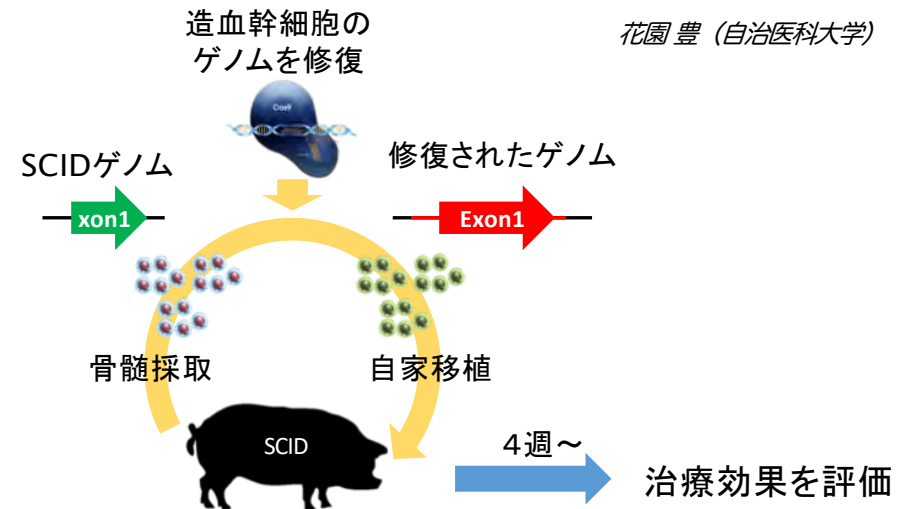 造血幹細胞の
ゲノムを修復
花園 豊（自治医科大学）
Cas9
SCIDゲノム
修復されたゲノム
xon1
Exon1
骨髄採取
自家移植
SCID
４週～
治療効果を評価